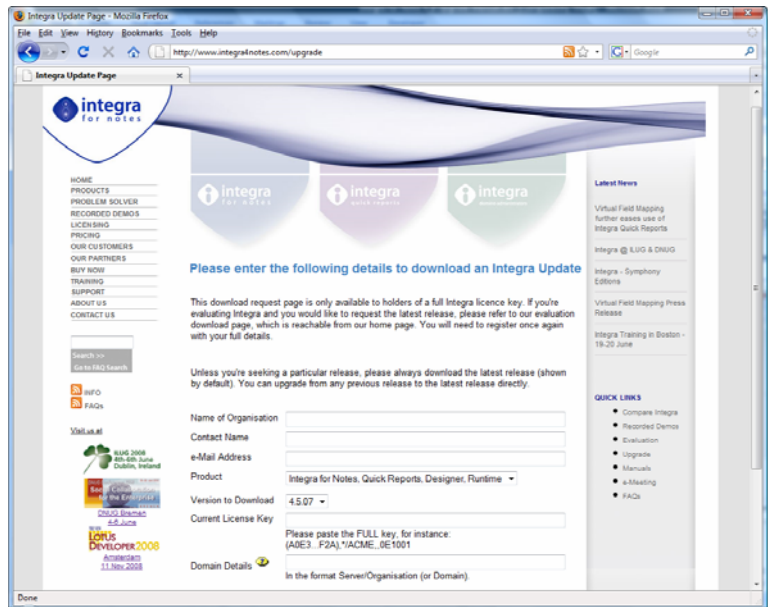 Integra Update Page - Mozilla Firefox
File Edit View History Bookmarks Tools Help
http://www.integra4notes.com/upgrade
Google
Integra Update Page
integra
for notes
integra
for notes
integra
quick reports
integra
HOME
PRODUCTS
PROBLEM SOLVER
RECORDED DEMOS
LICENSING
PRICING
OUR CUSTOMERS
OUR PARTNERS
BUY NOW
TRAINING
SUPPORT
ABOUT US
CONTACT US
Search >>
Go to FAQ Search
INFO
FAQs
Visit us at
ILUG 2008
4th-6th June
Dublin, Ireland
for the Enterprise
DNUG Bremen
4-6 June
LOTUS
DEVELOPER 2008
Amsterdam
11 Nov 2008
Please enter the following details to download an Integra Update
This download request page is only available to holders of a full Integra licence key. If you're
evaluating Integra and you would like to request the latest release, please refer to our evaluation
download page, which is reachable from our home page. You will need to register once again
with your full details.
Unless you're seeking a particular release, please always download the latest release (shown
by default). You can upgrade from any previous release to the latest release directly.
Name of Organisation
Contact Name
e-Mail Address
Product Integra for Notes, Quick Reports, Designer, Runtime
Version to Download 4.5.07
Current License Key
Please paste the FULL key, for instance:
(A0E3...F2A),*/ACME,,0E1001
Domain Details
In the format Server/Organisation (or Domain).
Latest News
Virtual Field Mapping
further eases use of
Integra Quick Reports
Integra @ ILUG & DNUG
Integra - Symphony
Editions
Virtual Field Mapping Press
Release
Integra Training in Boston -
19-20 June
QUICK LINKS
Compare Integra
Recorded Demos
Evaluation
Upgrade
Manuals
e-Meeting
FAQs
Done